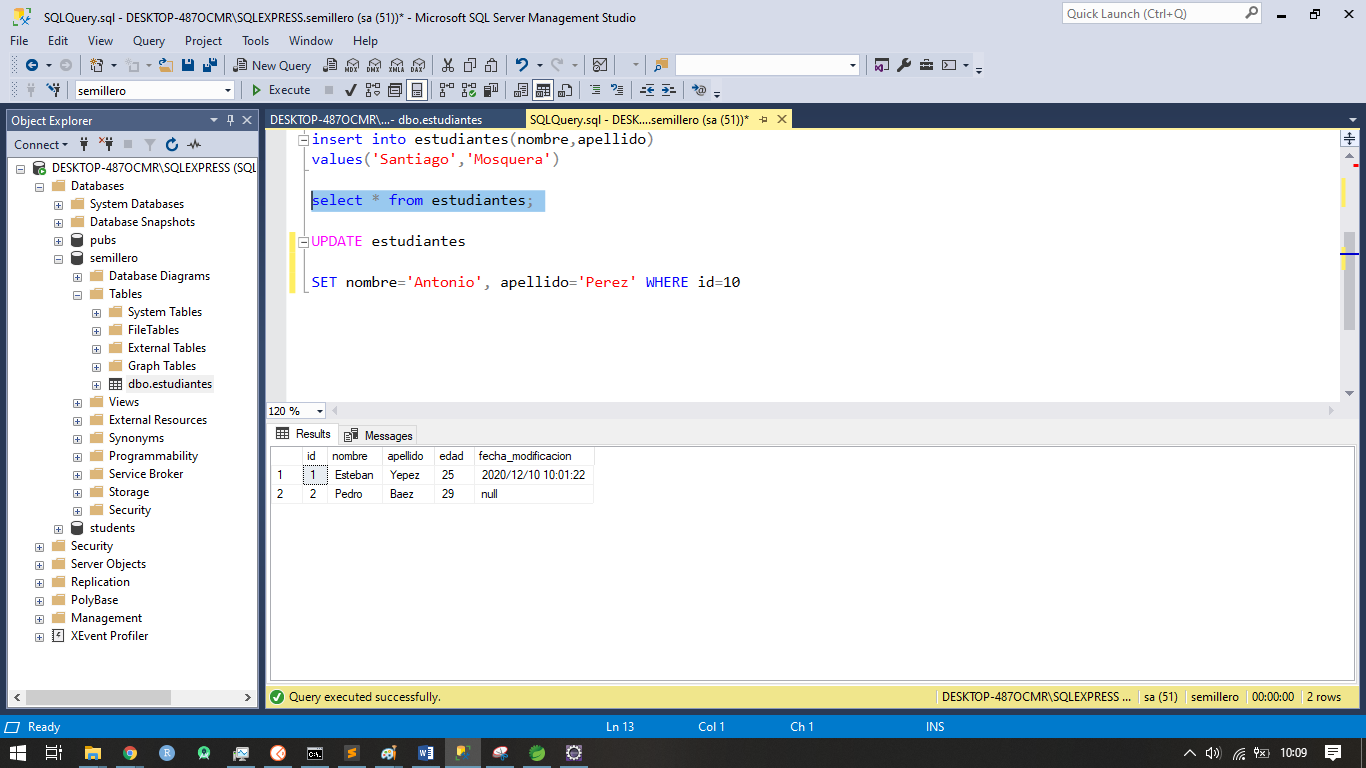 SQLQuery.sql - DESKTOP-487OCMR\SQLEXPRESS.semillero (sa (51))* - Microsoft SQL Server Management Studio
Quick Launch (Ctrl+Q)
File Edit View Query Project Tools Window Help
New Query MDX DMX XMLA DAX
semillero Execute
Object Explorer
Connect
DESKTOP-487OCMR\SQLEXPRESS (SQL
Databases
System Databases
Database Snapshots
pubs
semillero
Database Diagrams
Tables
System Tables
FileTables
External Tables
Graph Tables
dbo.estudiantes
Views
External Resources
Synonyms
Programmability
Service Broker
Storage
Security
students
Security
Server Objects
Replication
PolyBase
Management
XEvent Profiler
DESKTOP-487OCMR\...- dbo.estudiantes
SQLQuery.sql - DESK....semillero (sa (51))*
insert into estudiantes(nombre,apellido)
values('Santiago','Mosquera')
select * from estudiantes;
UPDATE estudiantes
SET nombre='Antonio', apellido='Perez' WHERE id=10
120 %
Results Messages
id nombre apellido edad fecha_modificacion
1 1 Esteban Yepez 25 2020/12/10 10:01:22
2 2 Pedro Baez 29 null
Query executed successfully.
DESKTOP-487OCMR\SQLEXPRESS ... sa (51) semillero 00:00:00 2 rows
Ready Ln 13 Col 1 Ch 1 INS
10:09